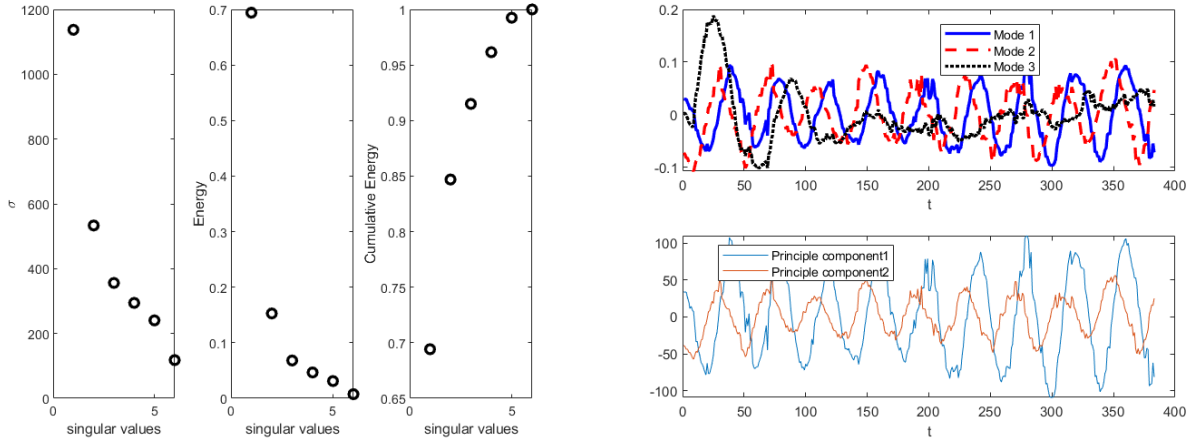 1200
1000
800
600
400
200
0
σ
0
5
singular values
0.7
0.6
0.5
0.4
0.3
0.2
0.1
0
Energy
0
5
singular values
1
0.95
0.9
0.85
0.8
0.75
0.7
0.65
Cumulative Energy
0
5
singular values
0.2
0.1
0
-0.1
Mode 1
Mode 2
Mode 3
0 50 100 150 200 250 300 350 400
t
100
50
0
-50
-100
Principle component1
Principle component2
0 50 100 150 200 250 300 350 400
t